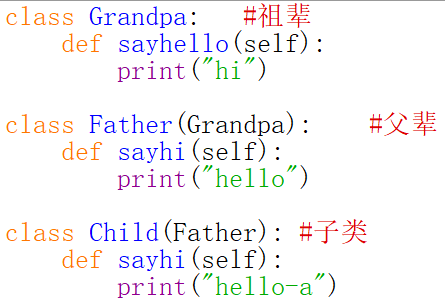 class Grandpa:   #祖辈
    def sayhello(self):
        print("hi")

class Father(Grandpa):    #父辈
    def sayhi(self):
        print("hello")

class Child(Father): #子类
    def sayhi(self):
        print("hello-a")